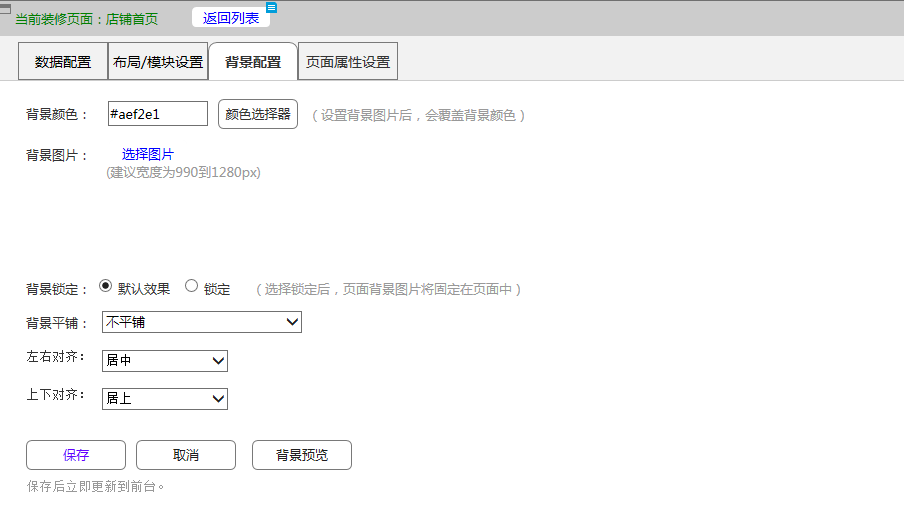 当前装修页面：店铺首页 返回列表
数据配置 布局/模块设置 背景配置 页面属性设置
背景颜色： #aef2e1 颜色选择器 （设置背景图片后，会覆盖背景颜色）
背景图片： 选择图片
(建议宽度为990到1280px)
背景锁定： 默认效果 锁定 （选择锁定后，页面背景图片将固定在页面中）
背景平铺： 不平铺
左右对齐： 居中
上下对齐： 居上
保存 取消 背景预览
保存后立即更新到前台。